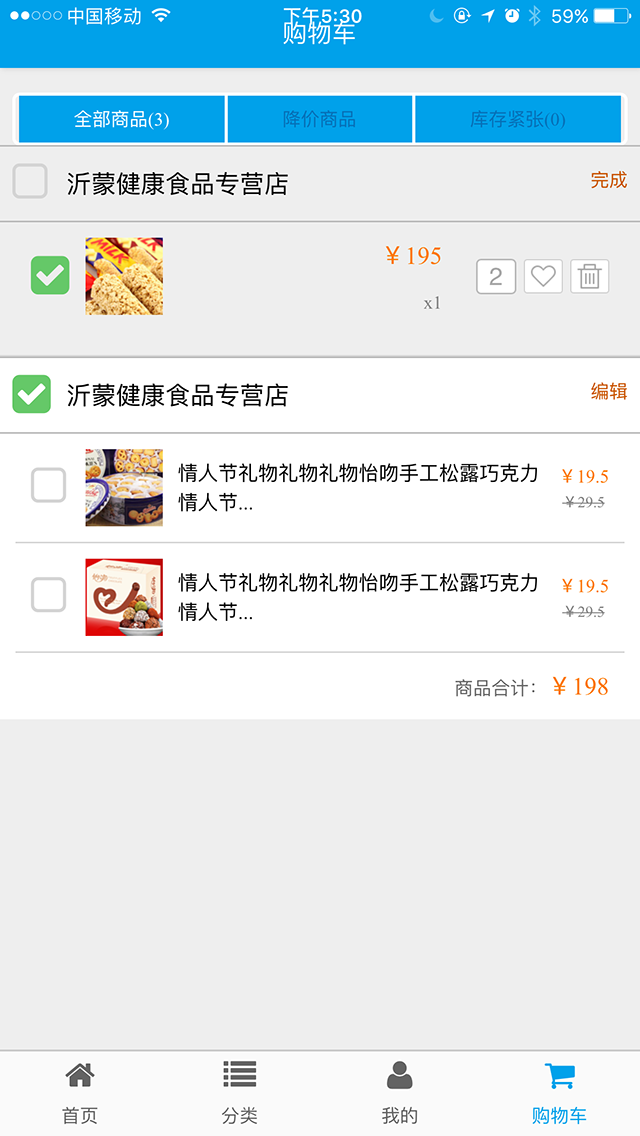 中国移动
下午5:30
59%
购物车
全部商品(3)
降价商品
库存紧张(0)
沂蒙健康食品专营店
完成
MILK
￥195
x1
2
沂蒙健康食品专营店
编辑
情人节礼物礼物礼物怡吻手工松露巧克力
情人节...
￥19.5
￥29.5
情人节礼物礼物礼物怡吻手工松露巧克力
情人节...
￥19.5
￥29.5
商品合计：
￥198
首页
分类
我的
购物车